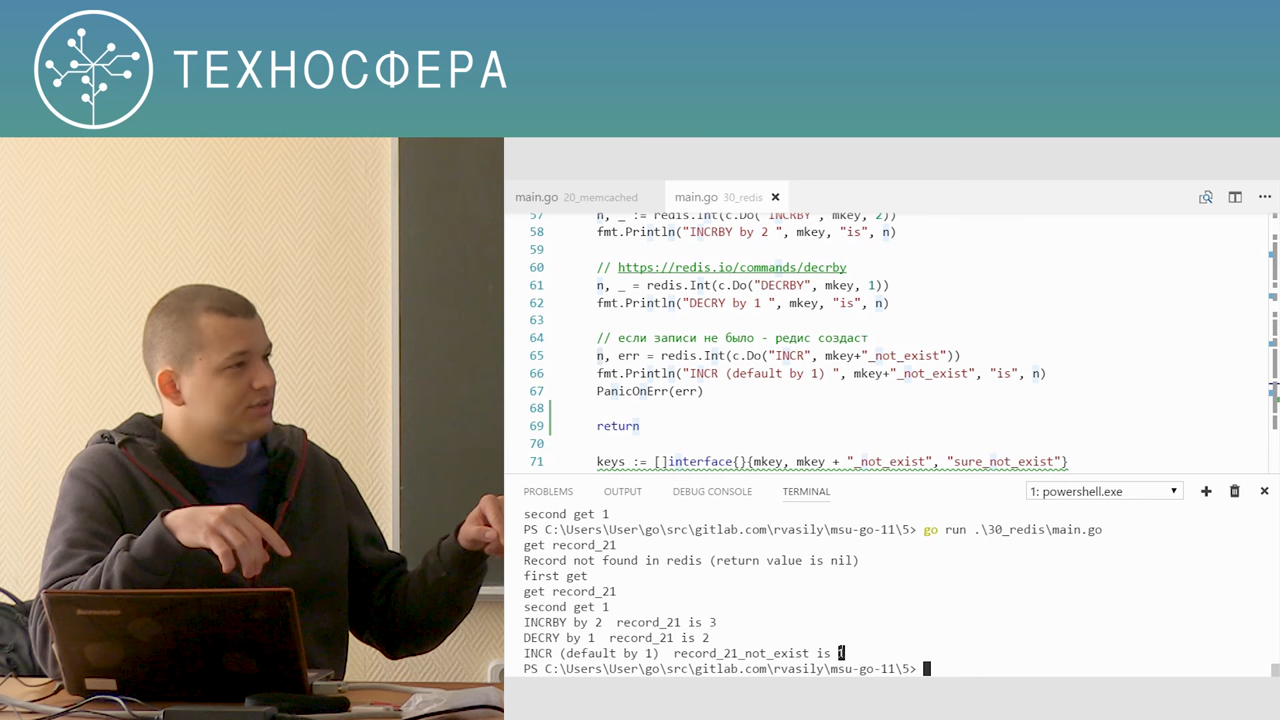 ТЕХНОСФЕРА
main.go 20_memcached main.go 30_redis
57 n, _ := redis.Int(c.Do("INCRBY", mkey, 2))
58 fmt.Println("INCRBY by 2 ", mkey, "is", n)
59
60 // https://redis.io/commands/decrby
61 n, _ = redis.Int(c.Do("DECRBY", mkey, 1))
62 fmt.Println("DECRY by 1 ", mkey, "is", n)
63
64 // если записи не было - редис создаст
65 n, err = redis.Int(c.Do("INCR", mkey+"_not_exist"))
66 fmt.Println("INCR (default by 1) ", mkey+"_not_exist", "is", n)
67 PanicOnErr(err)
68
69 return
70
71 keys := []interface{}{mkey, mkey + "_not_exist", "sure_not_exist"}
PROBLEMS OUTPUT DEBUG CONSOLE TERMINAL 1: powershell.exe
second get 1
PS C:\Users\User\go\src\gitlab.com\rvasily\msu-go-11\5> go run .\30_redis\main.go
get record_21
Record not found in redis (return value is nil)
first get
get record_21
second get 1
INCRBY by 2 record_21 is 3
DECRY by 1 record_21 is 2
INCR (default by 1) record_21_not_exist is 1
PS C:\Users\User\go\src\gitlab.com\rvasily\msu-go-11\5>